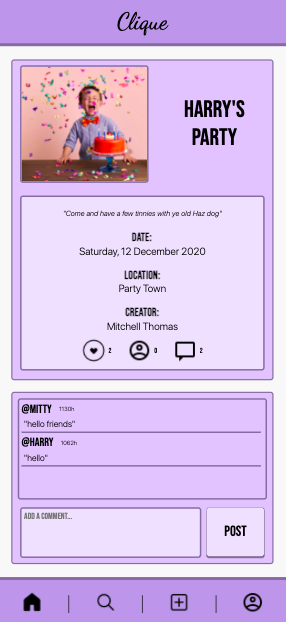 Clique
HARRY'S
PARTY
"Come and have a few tinnies with ye old Haz dog"
DATE:
Saturday, 12 December 2020
LOCATION:
Party Town
CREATOR:
Mitchell Thomas
2 0 2
@MITTY 1130h
"hello friends"
@HARRY 1062h
"hello"
ADD A COMMENT...
POST